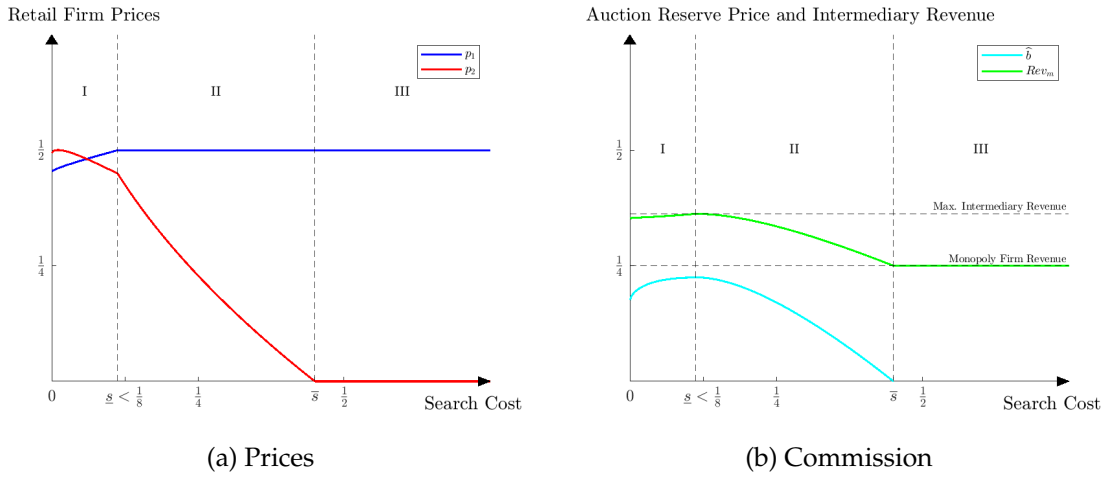 Retail Firm Prices
p₁
p₂
I
II
III
1/2
1/4
0
s̲ < 1/8
1/4
s̅
1/2
Search Cost
(a) Prices
Auction Reserve Price and Intermediary Revenue
b̂
Revₘ
I
II
III
1/2
Max. Intermediary Revenue
1/4
Monopoly Firm Revenue
0
s̲ < 1/8
1/4
s̅
1/2
Search Cost
(b) Commission